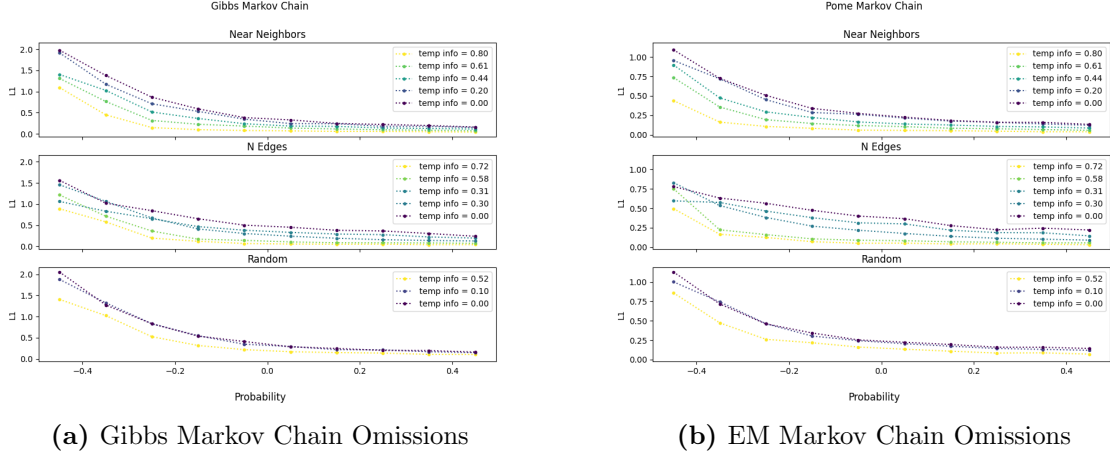 Gibbs Markov Chain
Near Neighbors
2.0
1.5
1.0
0.5
0.0
L1
temp info = 0.80
temp info = 0.61
temp info = 0.44
temp info = 0.20
temp info = 0.00
N Edges
2.0
1.5
1.0
0.5
0.0
L1
temp info = 0.72
temp info = 0.58
temp info = 0.31
temp info = 0.30
temp info = 0.00
Random
2.0
1.5
1.0
0.5
0.0
L1
temp info = 0.52
temp info = 0.10
temp info = 0.00
−0.4 −0.2 0.0 0.2 0.4
Probability
(a) Gibbs Markov Chain Omissions
Pome Markov Chain
Near Neighbors
1.00
0.75
0.50
0.25
0.00
L1
temp info = 0.80
temp info = 0.61
temp info = 0.44
temp info = 0.20
temp info = 0.00
N Edges
1.00
0.75
0.50
0.25
0.00
L1
temp info = 0.72
temp info = 0.58
temp info = 0.31
temp info = 0.30
temp info = 0.00
Random
1.00
0.75
0.50
0.25
0.00
L1
temp info = 0.52
temp info = 0.10
temp info = 0.00
−0.4 −0.2 0.0 0.2 0.4
Probability
(b) EM Markov Chain Omissions